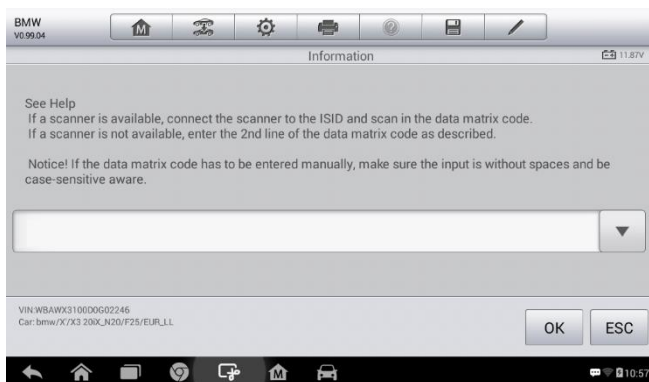 BMW
V0.99.04
Information
11.87V
See Help
If a scanner is available, connect the scanner to the ISID and scan in the data matrix code.
If a scanner is not available, enter the 2nd line of the data matrix code as described.
Notice! If the data matrix code has to be entered manually, make sure the input is without spaces and be
case-sensitive aware.
VIN:WBAWX3100D0G02246
Car: bmw/X'/X3 20iX_N20/F25/EUR_LL
OK
ESC
10:57